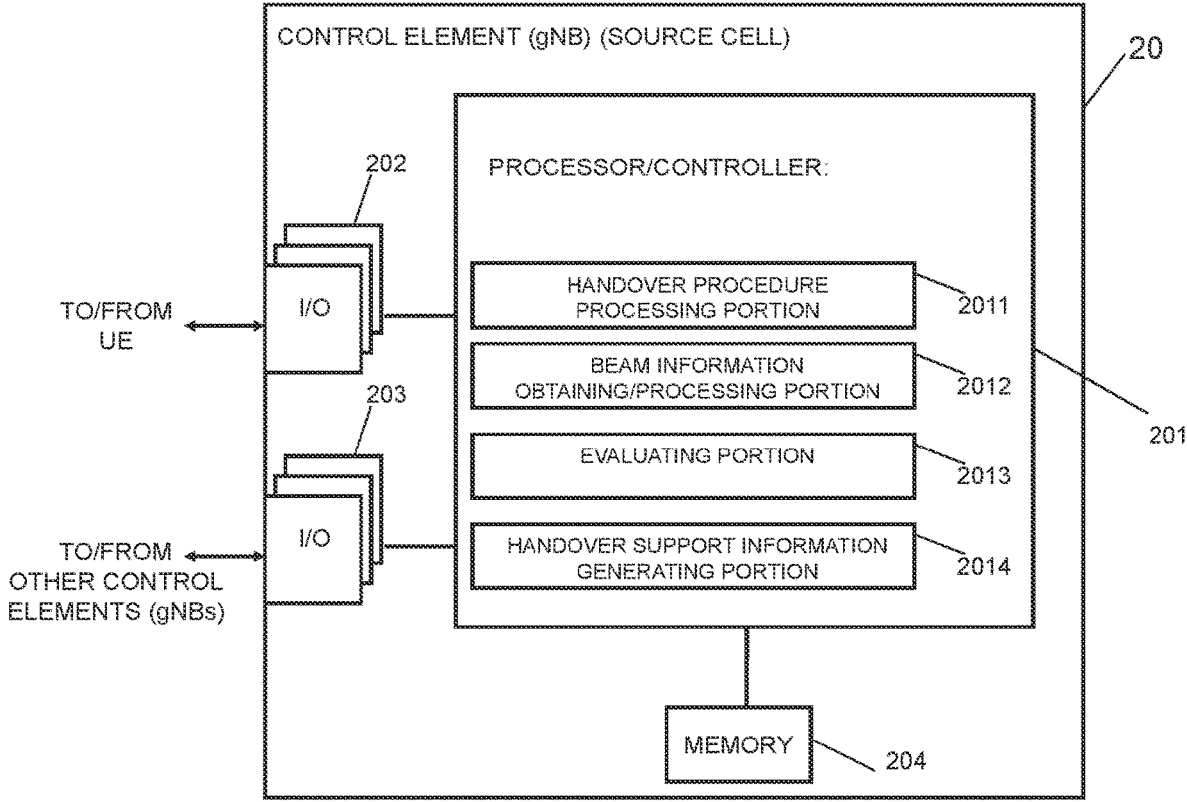 CONTROL ELEMENT (gNB) (SOURCE CELL)
20
202
PROCESSOR/CONTROLLER:
I/O
TO/FROM
UE
HANDOVER PROCEDURE
PROCESSING PORTION
2011
BEAM INFORMATION
OBTAINING/PROCESSING PORTION
2012
203
201
EVALUATING PORTION
2013
I/O
TO/FROM
OTHER CONTROL
ELEMENTS (gNBs)
HANDOVER SUPPORT INFORMATION
GENERATING PORTION
2014
MEMORY
204